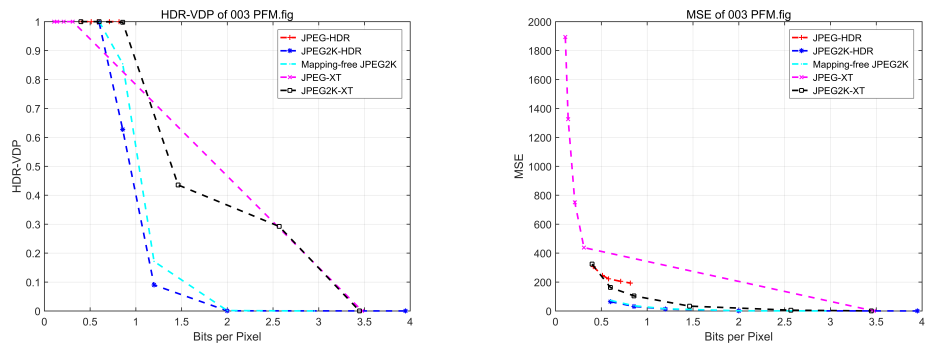 HDR-VDP of 003 PFM.fig
HDR-VDP
1
0.9
0.8
0.7
0.6
0.5
0.4
0.3
0.2
0.1
0
0 0.5 1 1.5 2 2.5 3 3.5 4
Bits per Pixel
JPEG-HDR
JPEG2K-HDR
Mapping-free JPEG2K
JPEG-XT
JPEG2K-XT
MSE of 003 PFM.fig
MSE
2000
1800
1600
1400
1200
1000
800
600
400
200
0
0 0.5 1 1.5 2 2.5 3 3.5 4
Bits per Pixel
JPEG-HDR
JPEG2K-HDR
Mapping-free JPEG2K
JPEG-XT
JPEG2K-XT